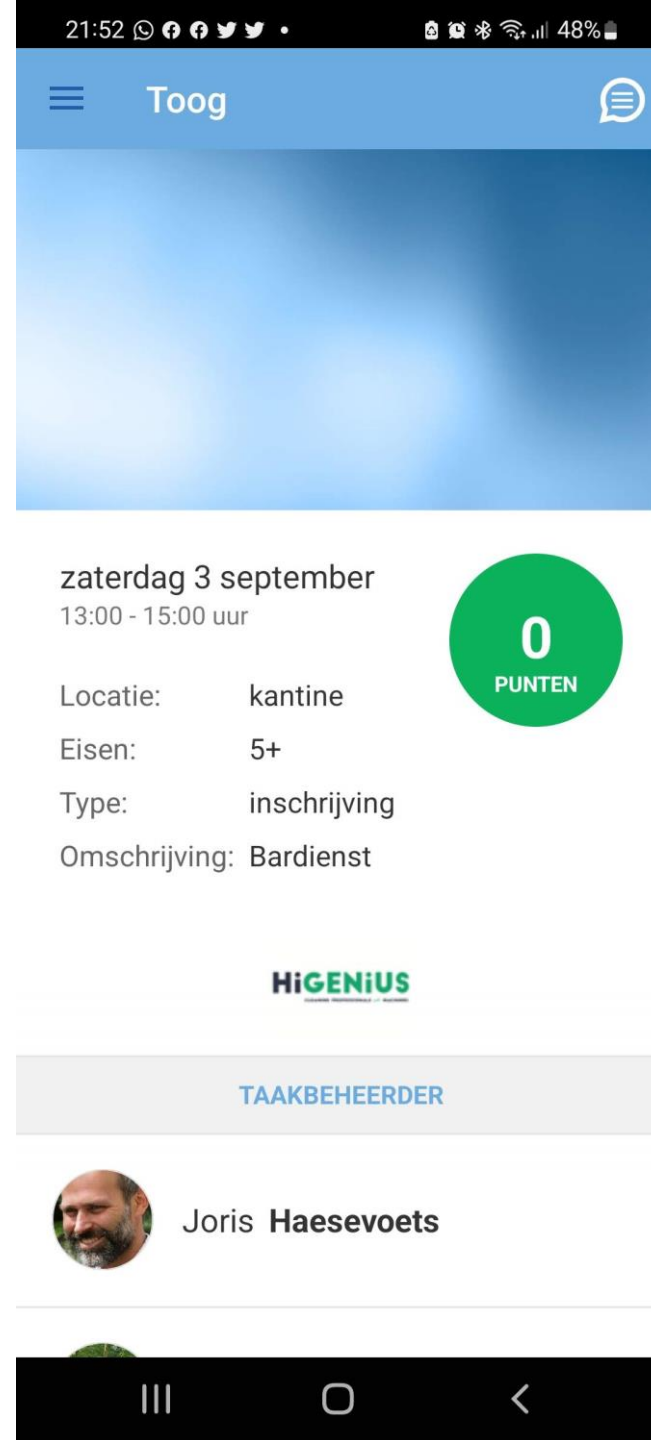 21:52
48%
Toog
zaterdag 3 september
13:00 - 15:00 uur
0
PUNTEN
Locatie: kantine
Eisen: 5+
Type: inschrijving
Omschrijving: Bardienst
HiGENiUS
TAAKBEHEERDER
Joris Haesevoets